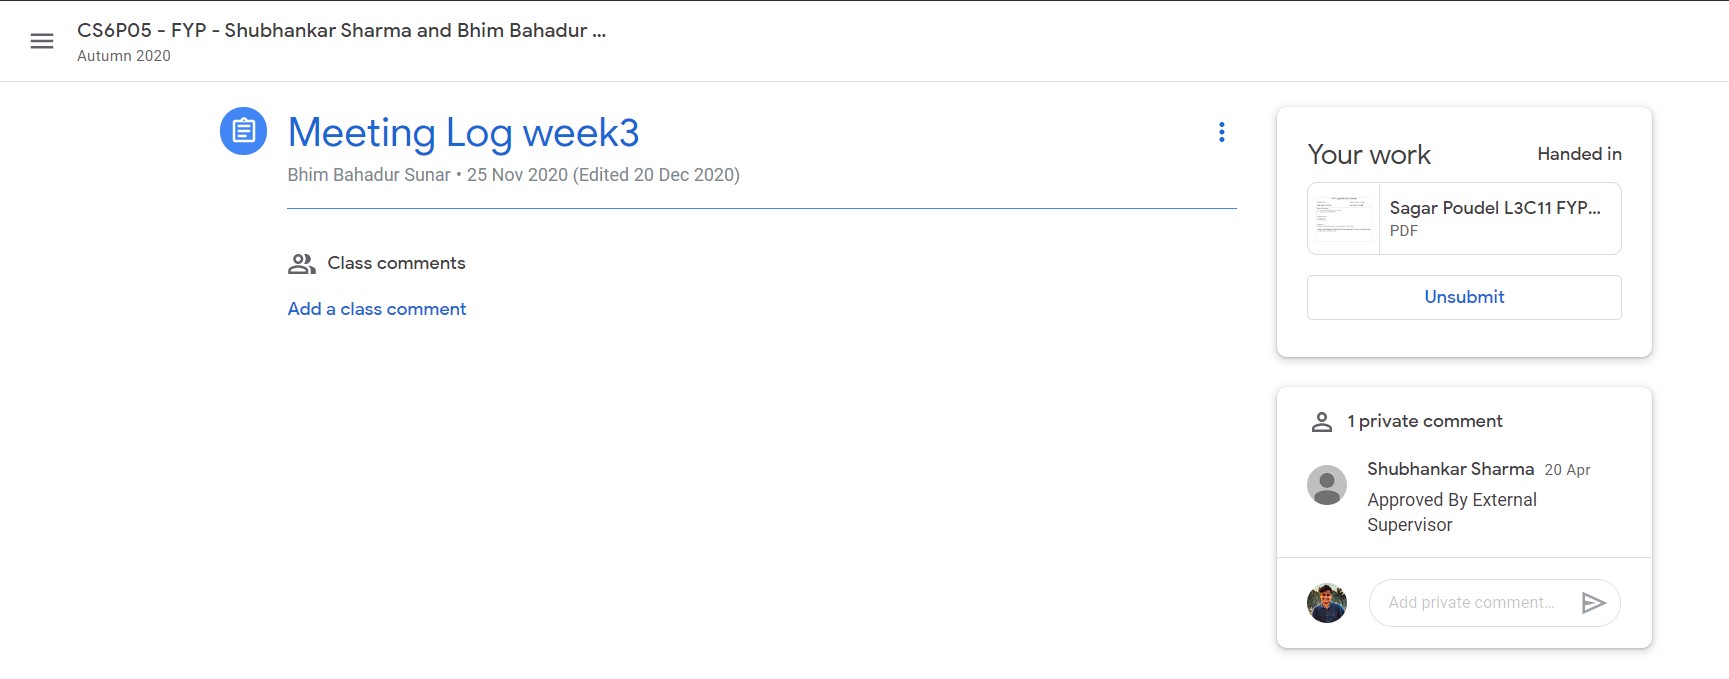 CS6P05 - FYP - Shubhankar Sharma and Bhim Bahadur ...
Autumn 2020
Meeting Log week3
Bhim Bahadur Sunar • 25 Nov 2020 (Edited 20 Dec 2020)
Class comments
Add a class comment
Your work
Handed in
Sagar Poudel L3C11 FYP...
PDF
Unsubmit
1 private comment
Shubhankar Sharma 20 Apr
Approved By External
Supervisor
Add private comment...